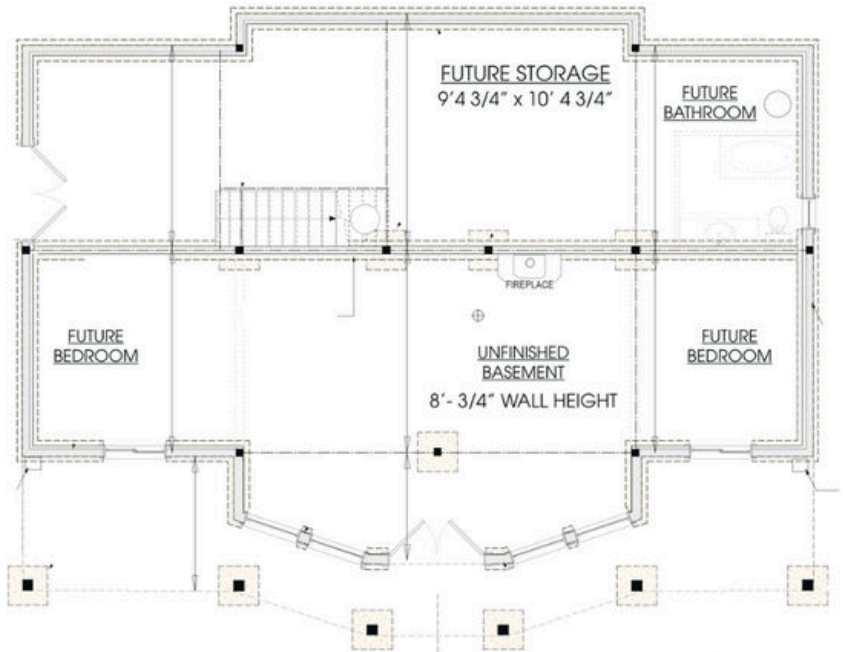 FUTURE STORAGE
9'4 3/4" x 10' 4 3/4"
FUTURE
BATHROOM
FIREPLACE
FUTURE
BEDROOM
UNFINISHED
BASEMENT
8'- 3/4" WALL HEIGHT
FUTURE
BEDROOM